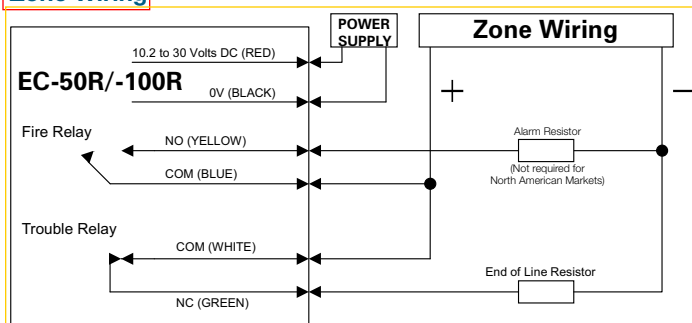 Zone Wiring
POWER
SUPPLY
Zone Wiring
10.2 to 30 Volts DC (RED)
EC-50R/-100R
0V (BLACK)
+
−
Fire Relay
NO (YELLOW)
Alarm Resistor
(Not required for
North American Markets)
COM (BLUE)
Trouble Relay
COM (WHITE)
End of Line Resistor
NC (GREEN)